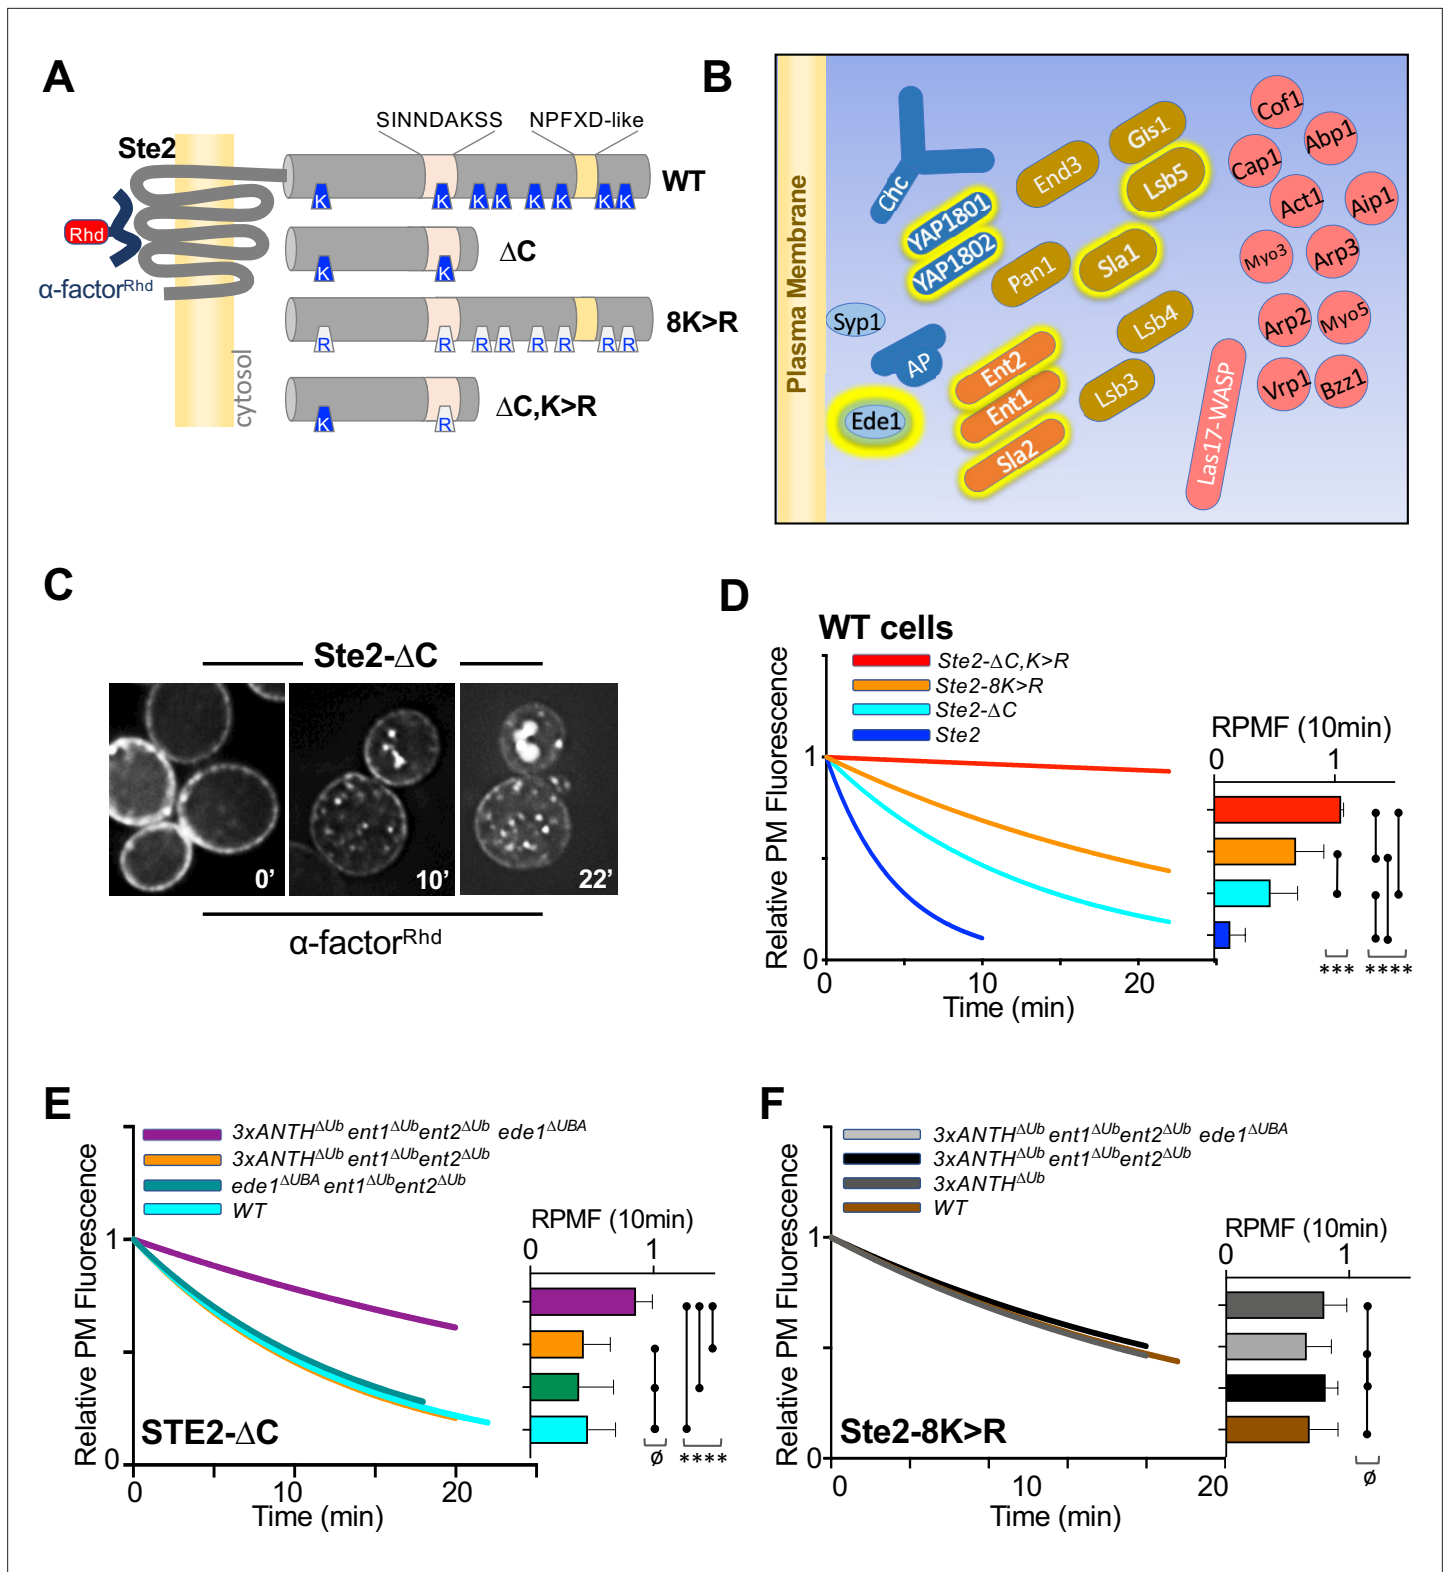 A
SINNDAKSS
NPFXD-like
Ste2
K K K K K K K K
WT
Rhd
K K
ΔC
α-factorRhd
R R R R R R R R
8K>R
cytosol
K R
ΔC,K>R
B
Plasma Membrane
Chc
YAP1801
YAP1802
Syp1
AP
Ede1
Ent2
Ent1
Sla2
End3
Pan1
Gis1
Lsb5
Sla1
Lsb4
Lsb3
Las17-WASP
Cof1
Abp1
Cap1
Act1
Aip1
Myo3
Arp3
Arp2
Myo5
Vrp1
Bzz1
C
Ste2-ΔC
0’
10’
22’
α-factorRhd
D
WT cells
Ste2-ΔC,K>R
Ste2-8K>R
Ste2-ΔC
Ste2
Relative PM Fluorescence
1
0
0 10 20
Time (min)
RPMF (10min)
0 1
*** ****
E
3xANTHΔUb ent1ΔUbent2ΔUb ede1ΔUBA
3xANTHΔUb ent1ΔUbent2ΔUb
ede1ΔUBA ent1ΔUbent2ΔUb
WT
Relative PM Fluorescence
1
0
STE2-ΔC
0 10 20
Time (min)
RPMF (10min)
0 1
ø ****
F
3xANTHΔUb ent1ΔUbent2ΔUb ede1ΔUBA
3xANTHΔUb ent1ΔUbent2ΔUb
3xANTHΔUb
WT
Relative PM Fluorescence
1
0
Ste2-8K>R
0 10 20
Time (min)
RPMF (10min)
0 1
ø